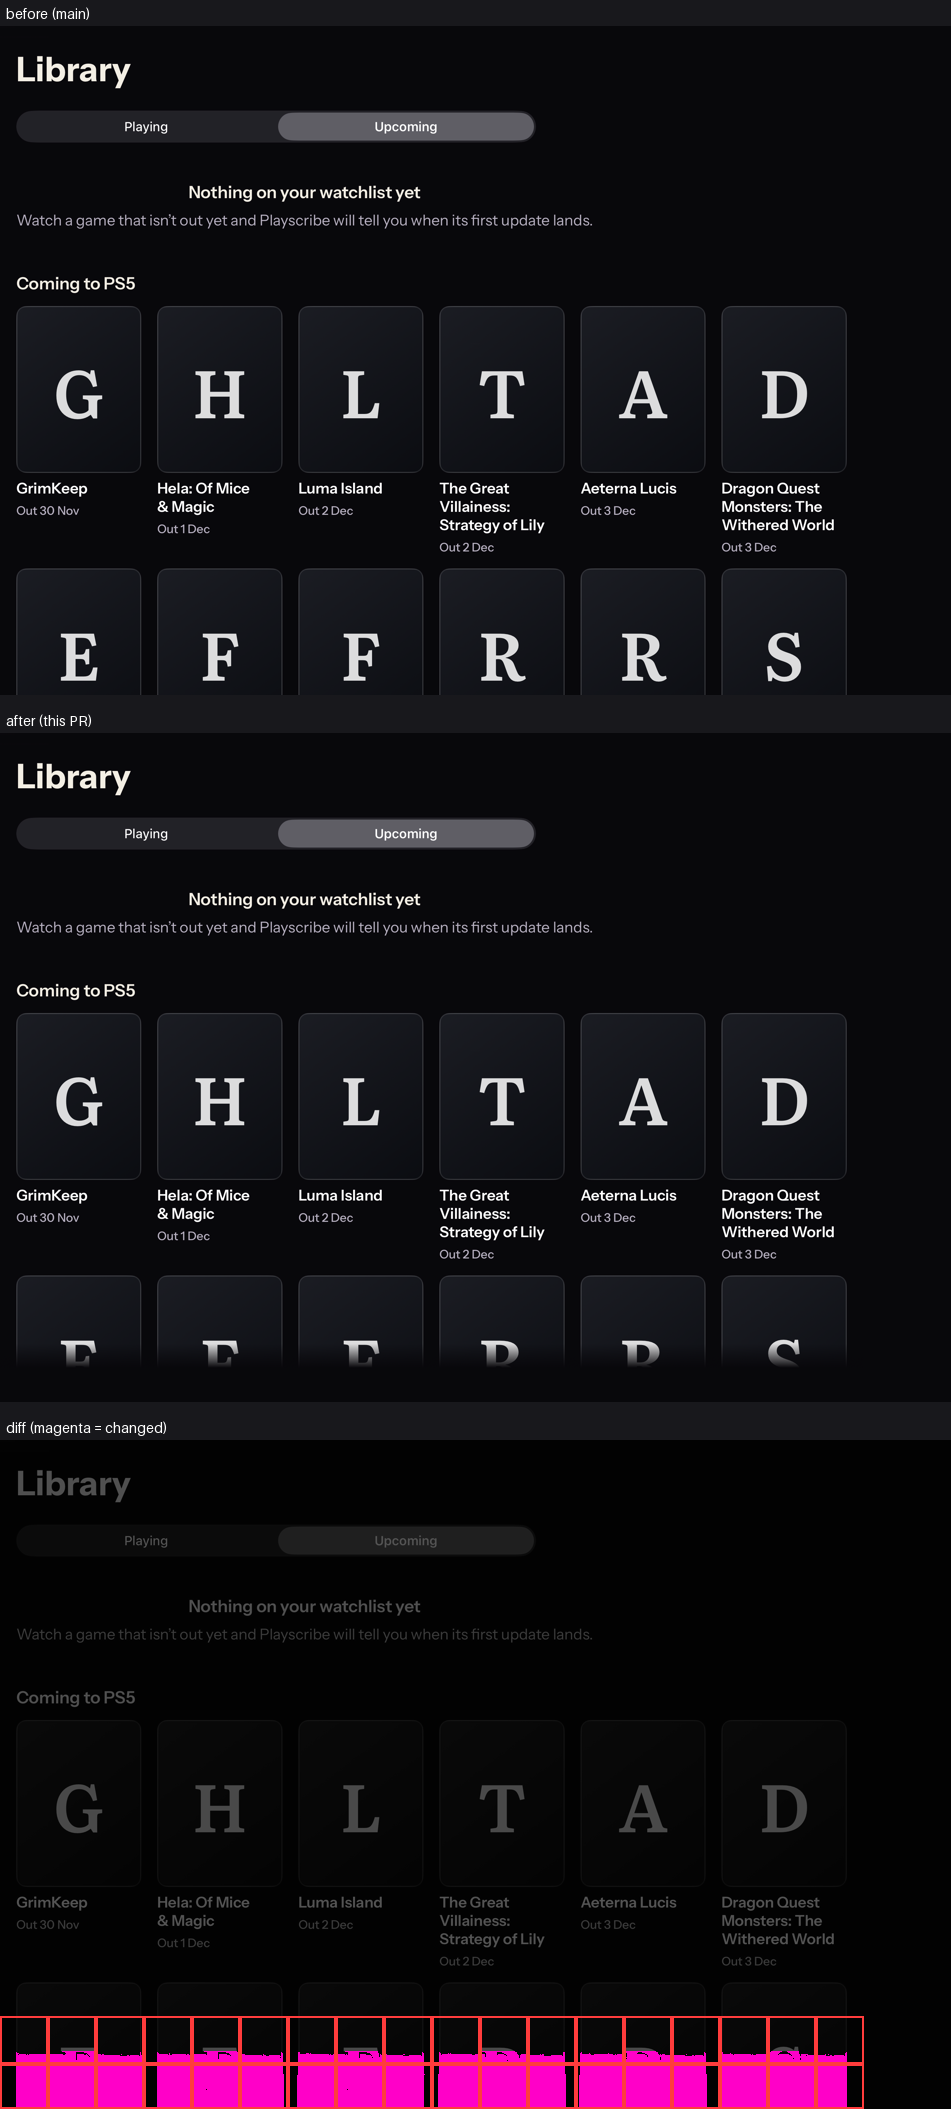 before (main)
Library
Playing Upcoming
Nothing on your watchlist yet
Watch a game that isn't out yet and Playscribe will tell you when its first update lands.
Coming to PS5
G H L T A D
GrimKeep Hela: Of Mice Luma Island The Great Aeterna Lucis Dragon Quest
Out 30 Nov & Magic Out 2 Dec Villainess: Out 3 Dec Monsters: The
Out 1 Dec Strategy of Lily Withered World
Out 2 Dec Out 3 Dec
E F F R R S
after (this PR)
Library
Playing Upcoming
Nothing on your watchlist yet
Watch a game that isn't out yet and Playscribe will tell you when its first update lands.
Coming to PS5
G H L T A D
GrimKeep Hela: Of Mice Luma Island The Great Aeterna Lucis Dragon Quest
Out 30 Nov & Magic Out 2 Dec Villainess: Out 3 Dec Monsters: The
Out 1 Dec Strategy of Lily Withered World
Out 2 Dec Out 3 Dec
diff (magenta = changed)
Library
Playing Upcoming
Nothing on your watchlist yet
Watch a game that isn't out yet and Playscribe will tell you when its first update lands.
Coming to PS5
G H L T A D
GrimKeep Hela: Of Mice Luma Island The Great Aeterna Lucis Dragon Quest
Out 30 Nov & Magic Out 2 Dec Villainess: Out 3 Dec Monsters: The
Out 1 Dec Strategy of Lily Withered World
Out 2 Dec Out 3 Dec